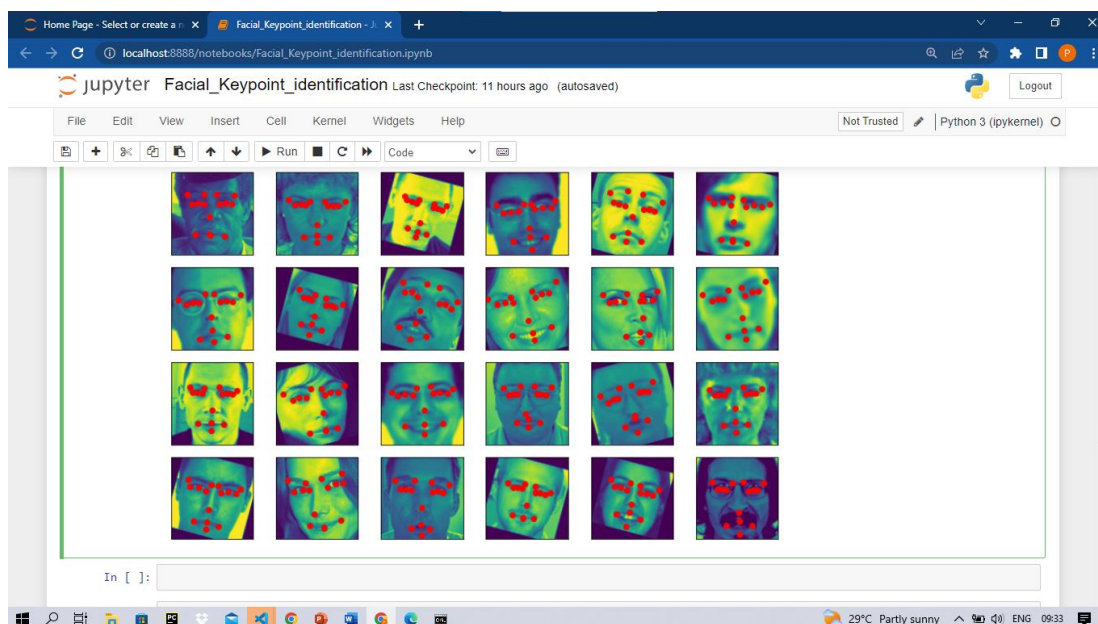 Home Page - Select or create a n
Facial_Keypoint_identification - J
localhost:8888/notebooks/Facial_Keypoint_identification.ipynb
P
jupyter Facial_Keypoint_identification Last Checkpoint: 11 hours ago (autosaved)
Logout
File Edit View Insert Cell Kernel Widgets Help
Not Trusted Python 3 (ipykernel)
Run Code
In [ ]:
PC
29°C Partly sunny ENG 09:33